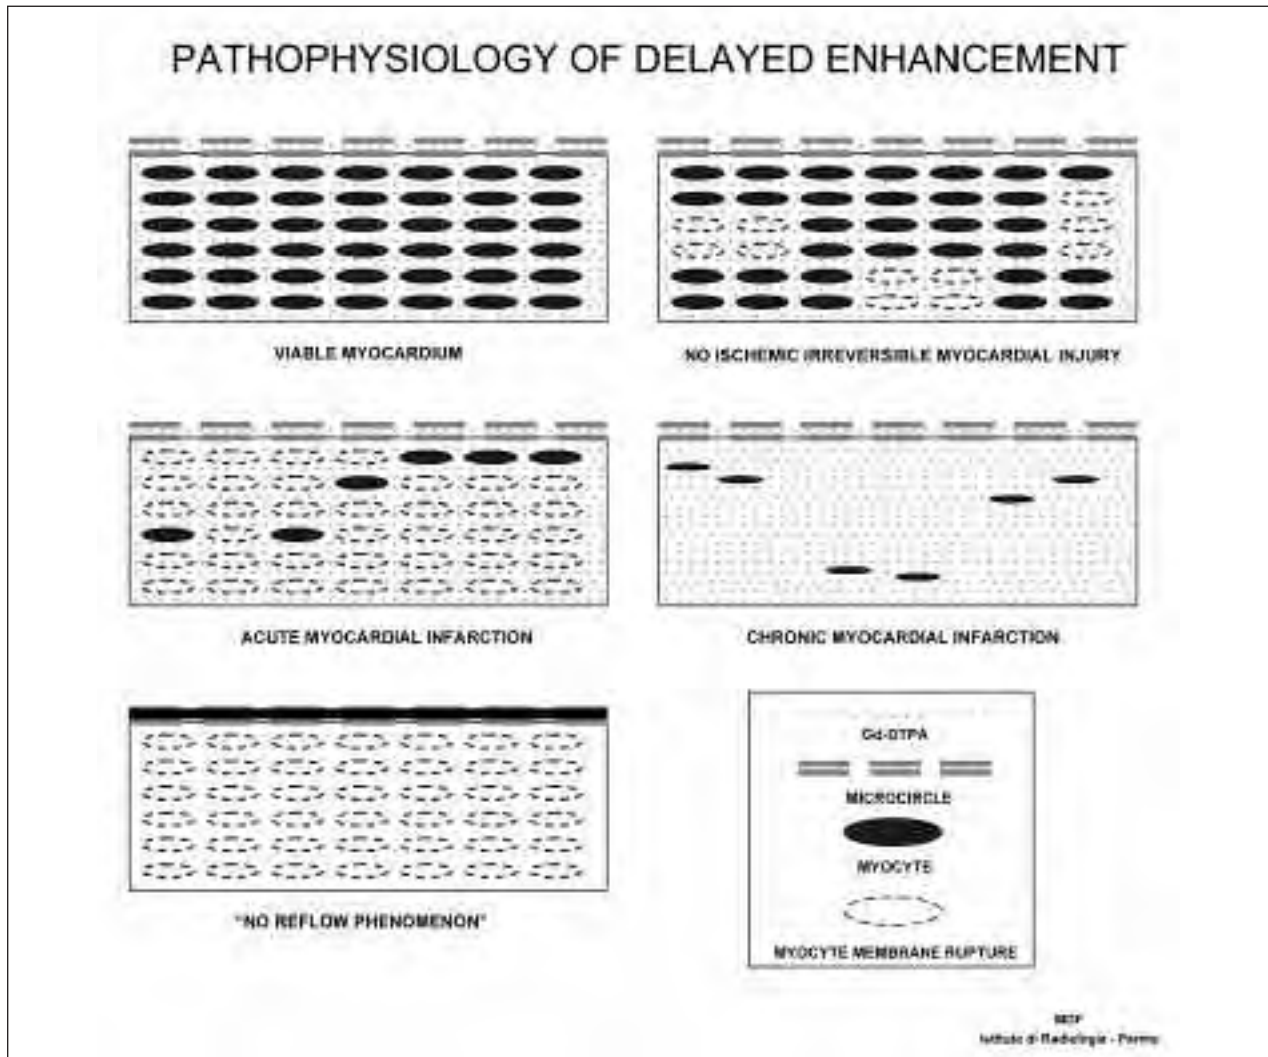 PATHOPHYSIOLOGY OF DELAYED ENHANCEMENT
VIABLE MYOCARDIUM
NO ISCHEMIC IRREVERSIBLE MYOCARDIAL INJURY
ACUTE MYOCARDIAL INFARCTION
CHRONIC MYOCARDIAL INFARCTION
"NO REFLOW PHENOMENON"
Gd-DTPA
MICROCIRCLE
MYOCYTE
MYOCYTE MEMBRANE RUPTURE
Istituto di Radiologia -